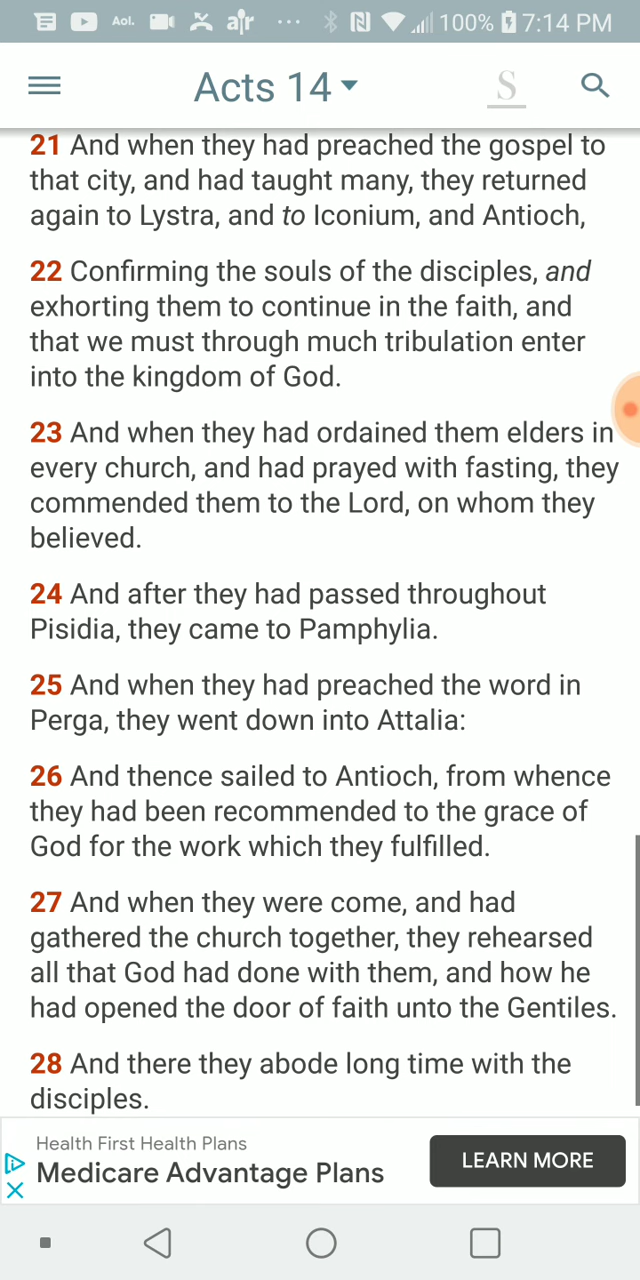 Aol. 100% 7:14 PM
Acts 14 S
21 And when they had preached the gospel to
that city, and had taught many, they returned
again to Lystra, and to Iconium, and Antioch,
22 Confirming the souls of the disciples, and
exhorting them to continue in the faith, and
that we must through much tribulation enter
into the kingdom of God.
23 And when they had ordained them elders in
every church, and had prayed with fasting, they
commended them to the Lord, on whom they
believed.
24 And after they had passed throughout
Pisidia, they came to Pamphylia.
25 And when they had preached the word in
Perga, they went down into Attalia:
26 And thence sailed to Antioch, from whence
they had been recommended to the grace of
God for the work which they fulfilled.
27 And when they were come, and had
gathered the church together, they rehearsed
all that God had done with them, and how he
had opened the door of faith unto the Gentiles.
28 And there they abode long time with the
disciples.
Health First Health Plans
Medicare Advantage Plans
LEARN MORE